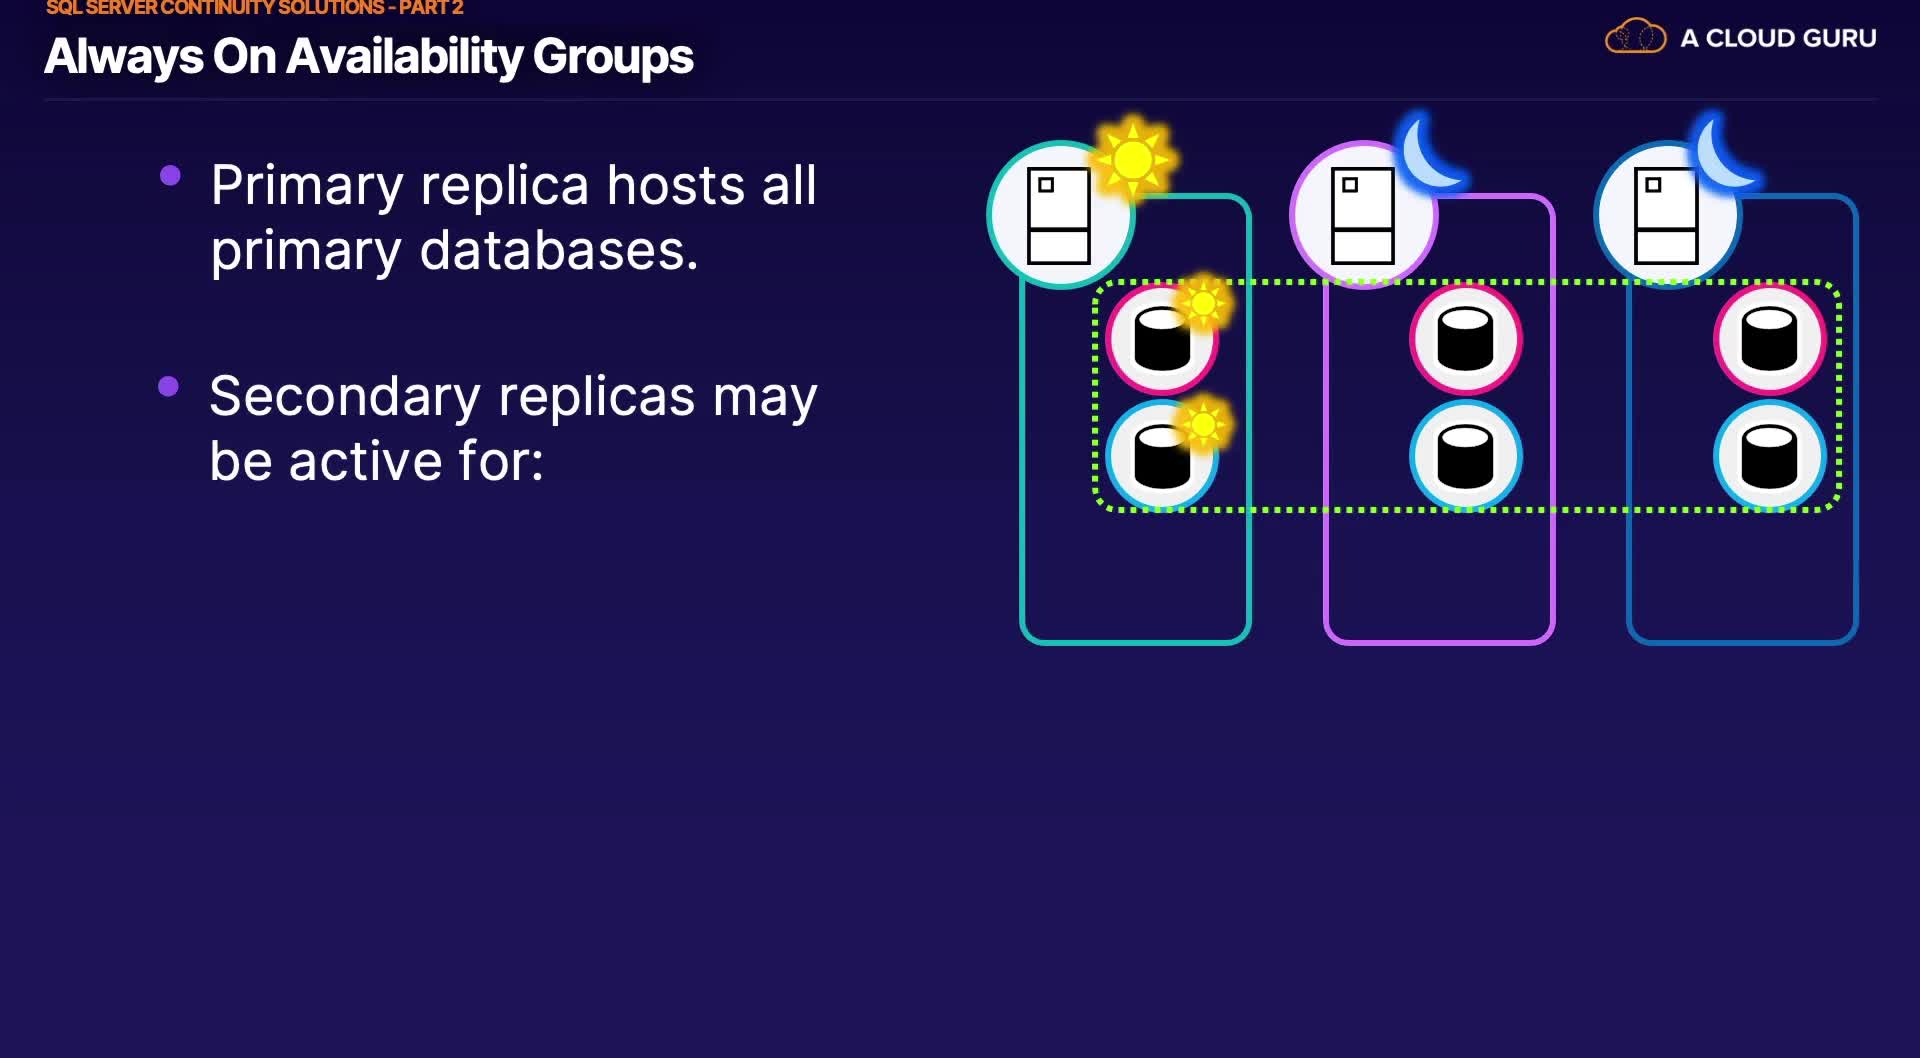 SQL SERVER CONTINUITY SOLUTIONS - PART 2
Always On Availability Groups
A CLOUD GURU
Primary replica hosts all
primary databases.
Secondary replicas may
be active for: